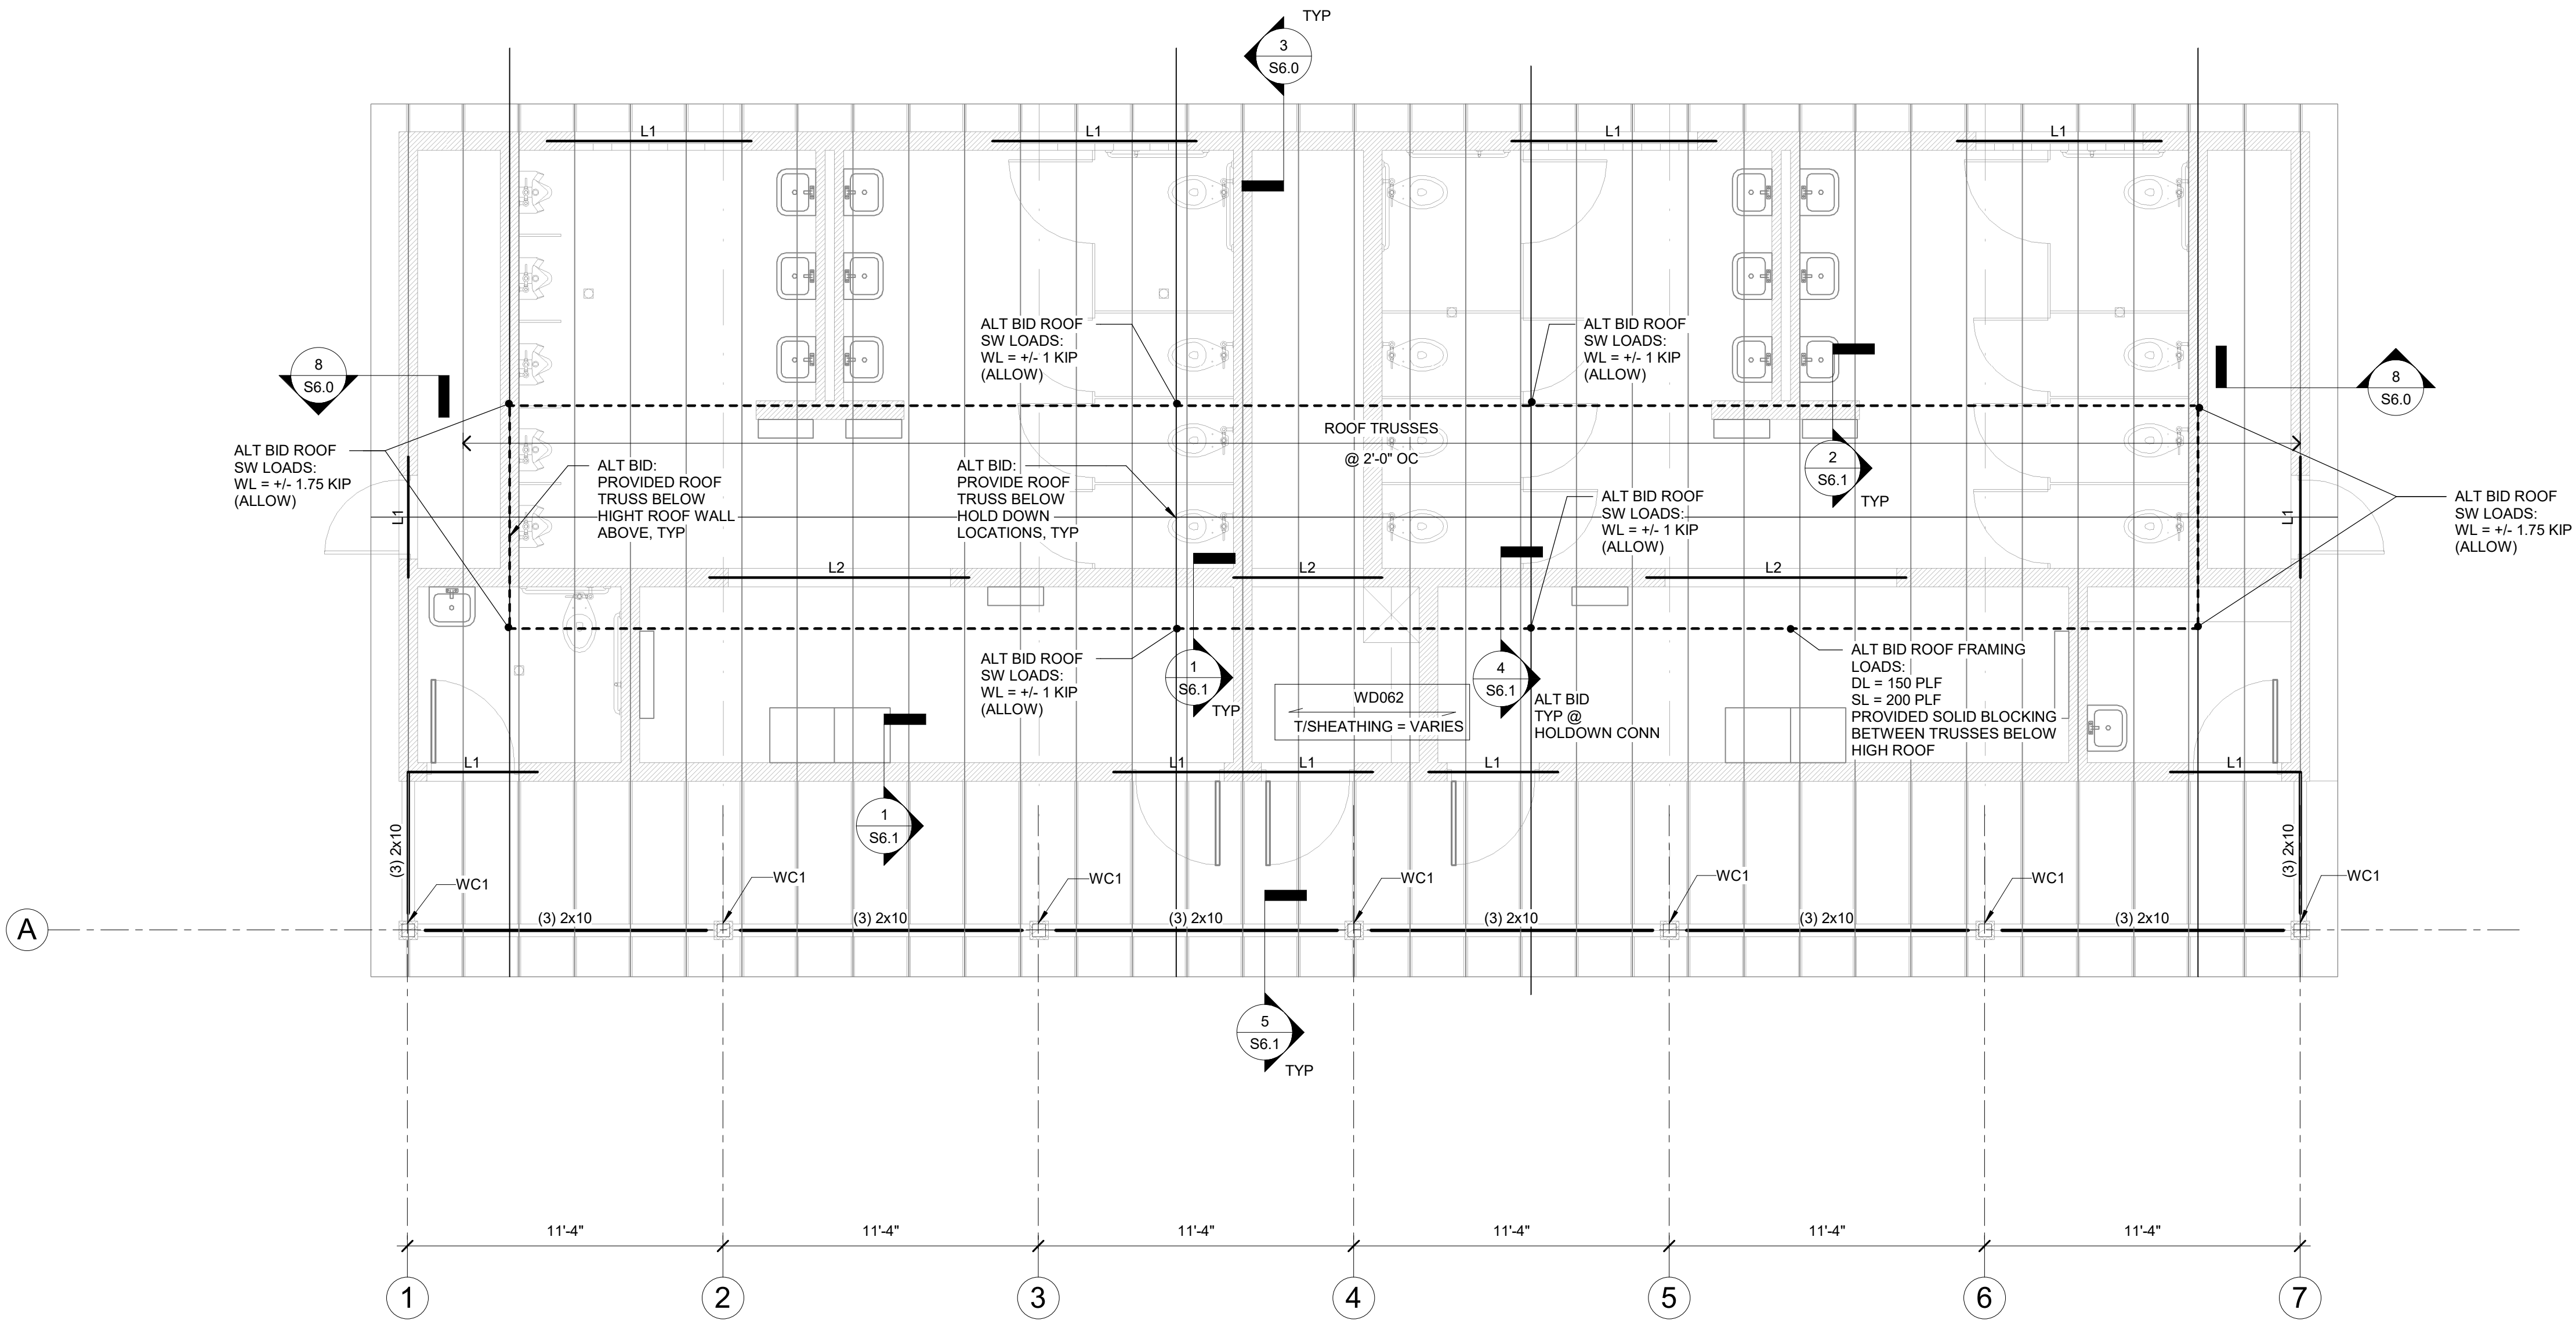 TYP
3
S6.0
L1
L1
L1
L1
ALT BID ROOF
SW LOADS:
WL = +/- 1 KIP
(ALLOW)
ALT BID ROOF
SW LOADS:
WL = +/- 1 KIP
(ALLOW)
8
S6.0
8
S6.0
ROOF TRUSSES
@ 2'-0" OC
2
S6.1
TYP
ALT BID ROOF
SW LOADS:
WL = +/- 1.75 KIP
(ALLOW)
ALT BID:
PROVIDED ROOF
TRUSS BELOW
HIGHT ROOF WALL
ABOVE, TYP
ALT BID:
PROVIDE ROOF
TRUSS BELOW
HOLD DOWN
LOCATIONS, TYP
ALT BID ROOF
SW LOADS:
WL = +/- 1 KIP
(ALLOW)
ALT BID ROOF
SW LOADS:
WL = +/- 1.75 KIP
(ALLOW)
L1
L1
L2
L2
L2
ALT BID ROOF
SW LOADS:
WL = +/- 1 KIP
(ALLOW)
1
S6.1
TYP
4
S6.1
ALT BID
TYP @
HOLDOWN CONN
WD062
T/SHEATHING = VARIES
ALT BID ROOF FRAMING
LOADS:
DL = 150 PLF
SL = 200 PLF
PROVIDED SOLID BLOCKING
BETWEEN TRUSSES BELOW
HIGH ROOF
L1
L1
L1
L1
L1
1
S6.1
(3) 2x10
(3) 2x10
WC1
WC1
WC1
WC1
WC1
WC1
WC1
A
(3) 2x10
(3) 2x10
(3) 2x10
(3) 2x10
(3) 2x10
(3) 2x10
5
S6.1
TYP
11'-4"
11'-4"
11'-4"
11'-4"
11'-4"
11'-4"
1
2
3
4
5
6
7